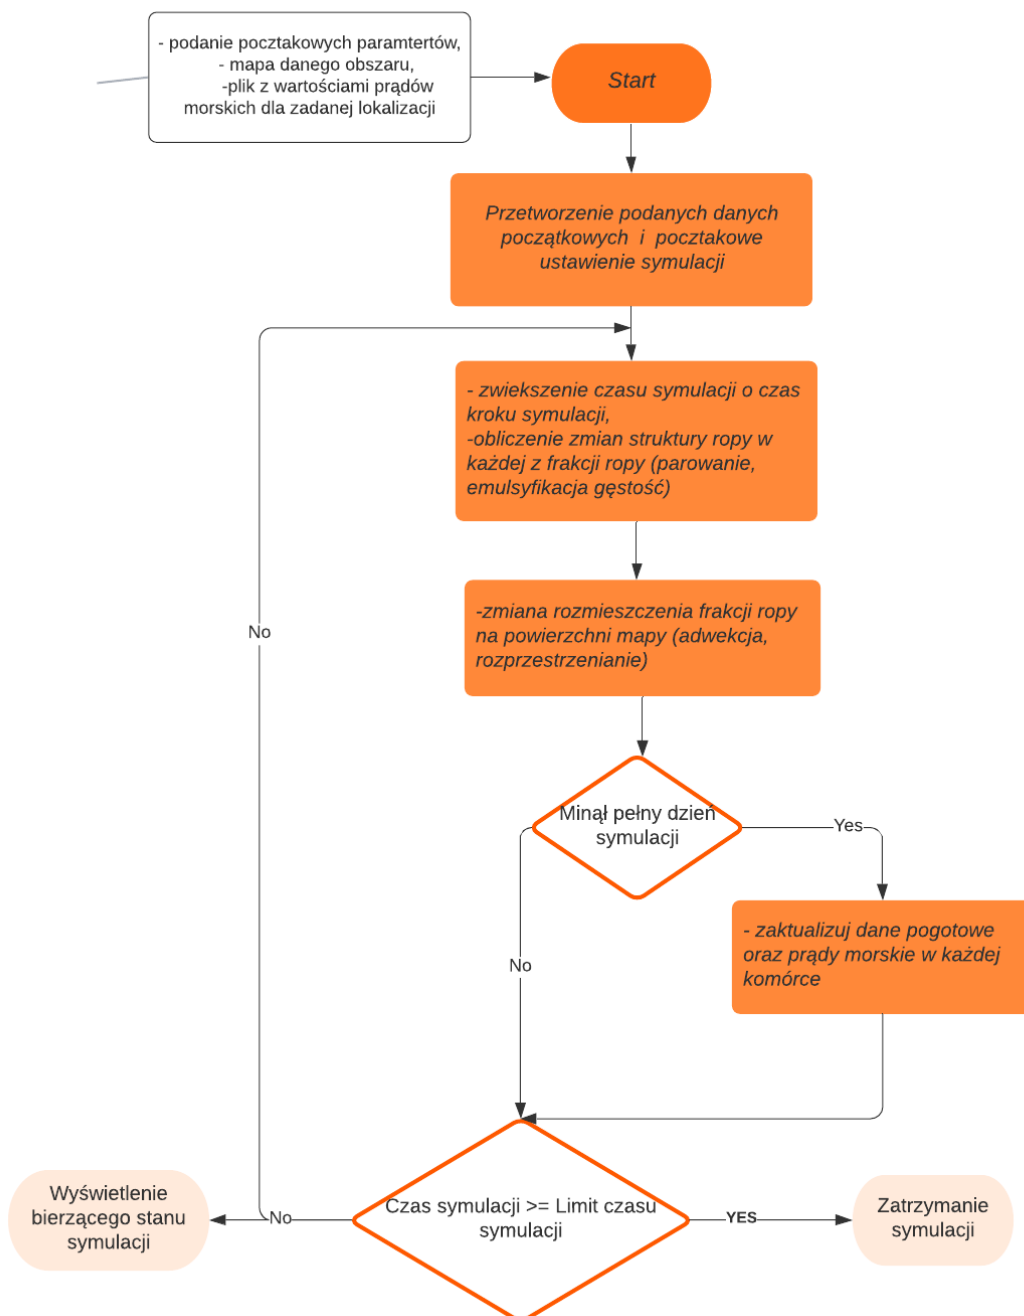 - podanie pocztakowych paramtertów,
- mapa danego obszaru,
-plik z wartościami prądów
morskich dla zadanej lokalizacji
Start
Przetworzenie podanych danych
początkowych i pocztakowe
ustawienie symulacji
- zwiekszenie czasu symulacji o czas
kroku symulacji,
-obliczenie zmian struktury ropy w
każdej z frakcji ropy (parowanie,
emulsyfikacja gęstość)
-zmiana rozmieszczenia frakcji ropy
na powierzchni mapy (adwekcja,
rozprzestrzenianie)
No
Minął pełny dzień
symulacji
Yes
- zaktualizuj dane pogotowe
oraz prądy morskie w każdej
komórce
No
Czas symulacji >= Limit czasu
symulacji
No
YES
Wyświetlenie
bierzącego stanu
symulacji
Zatrzymanie
symulacji